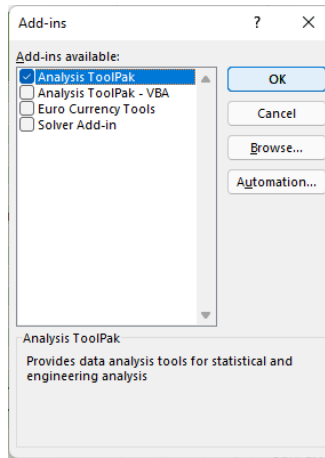 Add-ins
?
Add-ins available:
Analysis ToolPak
Analysis ToolPak - VBA
Euro Currency Tools
Solver Add-in
OK
Cancel
Browse...
Automation...
Analysis ToolPak
Provides data analysis tools for statistical and
engineering analysis